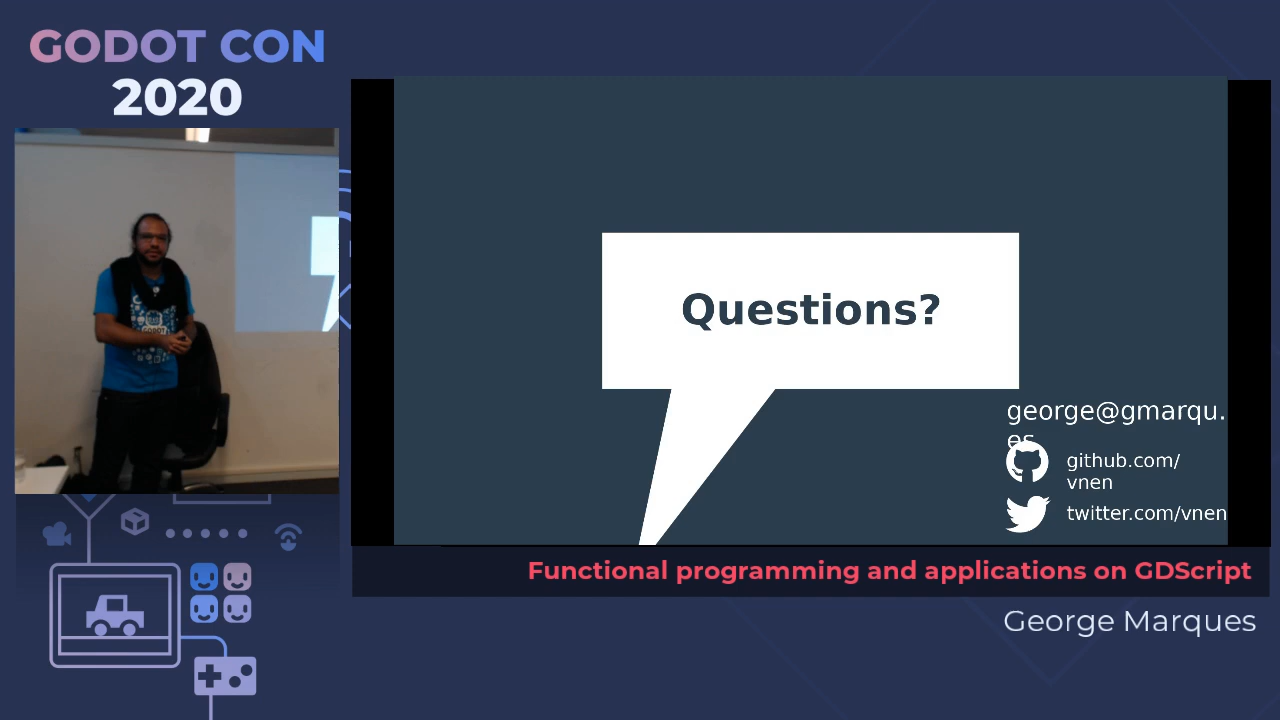 GODOT CON
2020
Questions?
george@gmarqu.
es
github.com/
vnen
twitter.com/vnen
Functional programming and applications on GDScript
George Marques